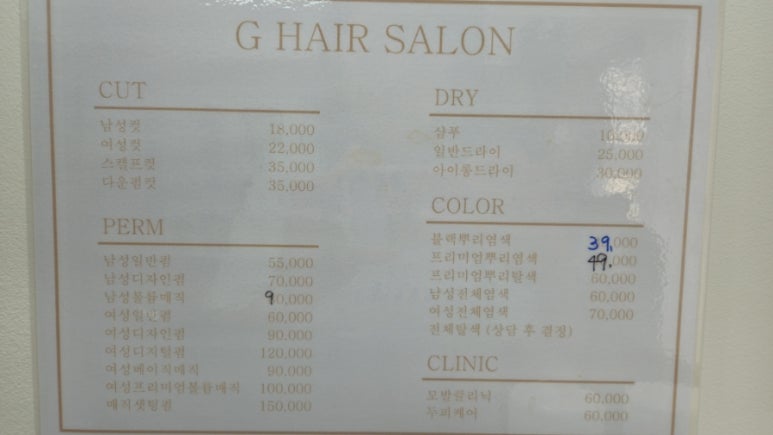 G HAIR SALON
CUT
남성컷 18,000
여성컷 22,000
스캘프컷 35,000
다운펌컷 35,000
PERM
남성일반펌 55,000
남성디자인펌 70,000
남성볼륨매직 90,000
여성일반펌 60,000
여성디자인펌 90,000
여성디지털펌 120,000
여성베이직매직 90,000
여성프리미엄볼륨매직 100,000
매직셋팅펌 150,000
DRY
샴푸 10,000
일반드라이 25,000
아이롱드라이 30,000
COLOR
블랙뿌리염색 39,000
프리미엄뿌리염색 49,000
프리미엄뿌리탈색 60,000
남성전체염색 60,000
여성전체염색 70,000
전체탈색 (상담 후 결정)
CLINIC
모발클리닉 60,000
두피케어 60,000